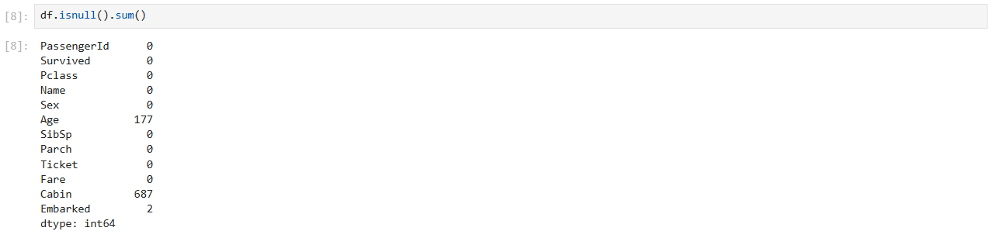 [8]: df.isnull().sum()
[8]: PassengerId 0
Survived 0
Pclass 0
Name 0
Sex 0
Age 177
SibSp 0
Parch 0
Ticket 0
Fare 0
Cabin 687
Embarked 2
dtype: int64